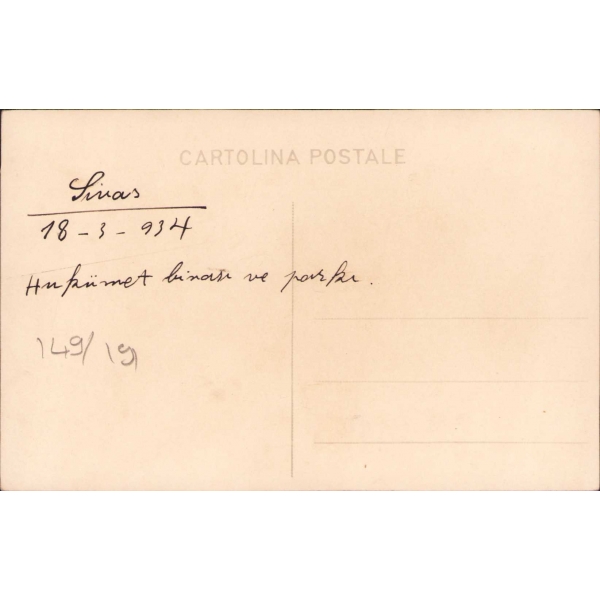 CARTOLINA POSTALE
Sivas
18-3-934
Hukümet binası ve parkı.
149/19